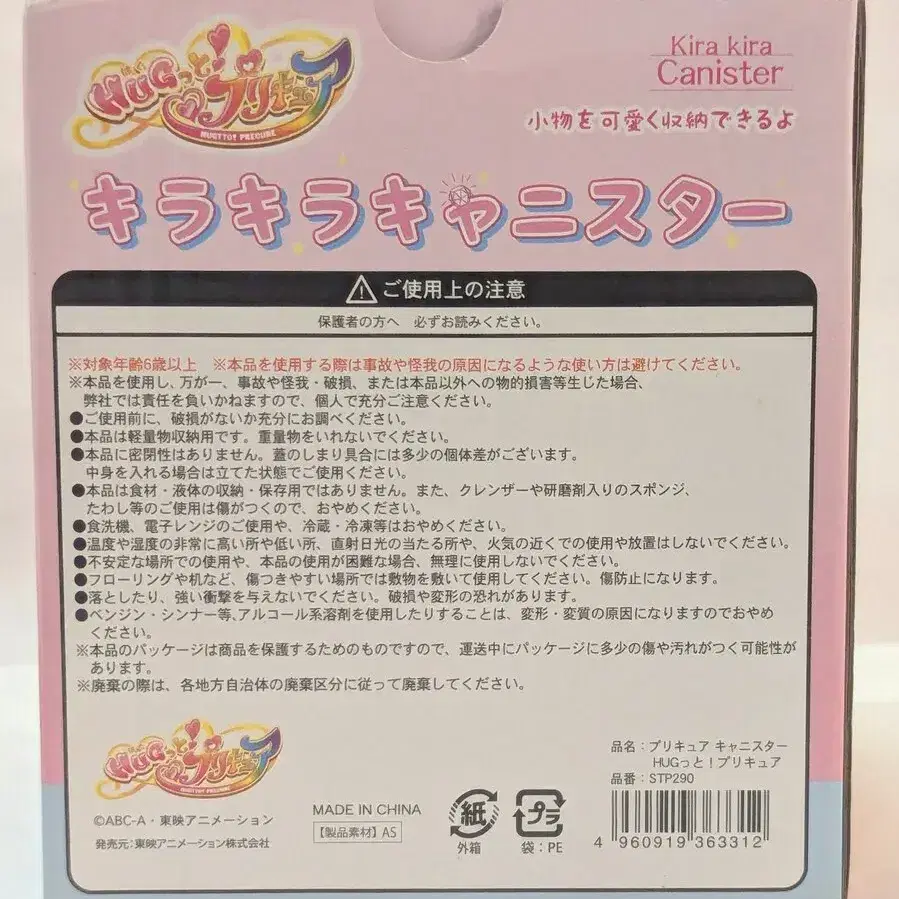 HUGっと!プリキュア
HUGTTO! PRECURE
Kira kira
Canister
小物を可愛く収納できるよ
キラキラキャニスター
ご使用上の注意
保護者の方へ 必ずお読みください。
※対象年齢6歳以上 ※本品を使用する際は事故や怪我の原因になるような使い方は避けてください。
※本品を使用し、万が一、事故や怪我・破損、または本品以外への物的損害等生じた場合、
弊社では責任を負いかねますので、個人で充分ご注意ください。
●ご使用前に、破損がないか充分にお調べください。
●本品は軽量物収納用です。重量物をいれないでください。
●本品に密閉性はありません。蓋のしまり具合には多少の個体差がございます。
中身を入れる場合は立てた状態でご使用ください。
●本品は食材・液体の収納・保存用ではありません。また、クレンザーや研磨剤入りのスポンジ、
たわし等のご使用は傷がつくので、おやめください。
●食洗機、電子レンジのご使用や、冷蔵・冷凍等はおやめください。
●温度や湿度の非常に高い所や低い所、直射日光の当たる所や、火気の近くでの使用や放置はしないでください。
●不安定な場所での使用や、本品の使用が困難な場合、無理に使用しないでください。
●フローリングや机など、傷つきやすい場所では敷物を敷いて使用してください。傷防止になります。
●落としたり、強い衝撃を与えないでください。破損や変形の恐れがあります。
●ベンジン・シンナー等、アルコール系溶剤を使用したりすることは、変形・変質の原因になりますのでおやめ
ください。
※本品のパッケージは商品を保護するためのものですので、運送中にパッケージに多少の傷や汚れがつく可能性が
あります。
※廃棄の際は、各地方自治体の廃棄区分に従って廃棄してください。
HUGっと!プリキュア
HUGTTO! PRECURE
©ABC-A・東映アニメーション
発売元:東映アニメーション株式会社
MADE IN CHINA
【製品素材】AS
紙
外箱
プラ
袋:PE
品名:プリキュア キャニスター
HUGっと!プリキュア
品番:STP290
4 960919 363312